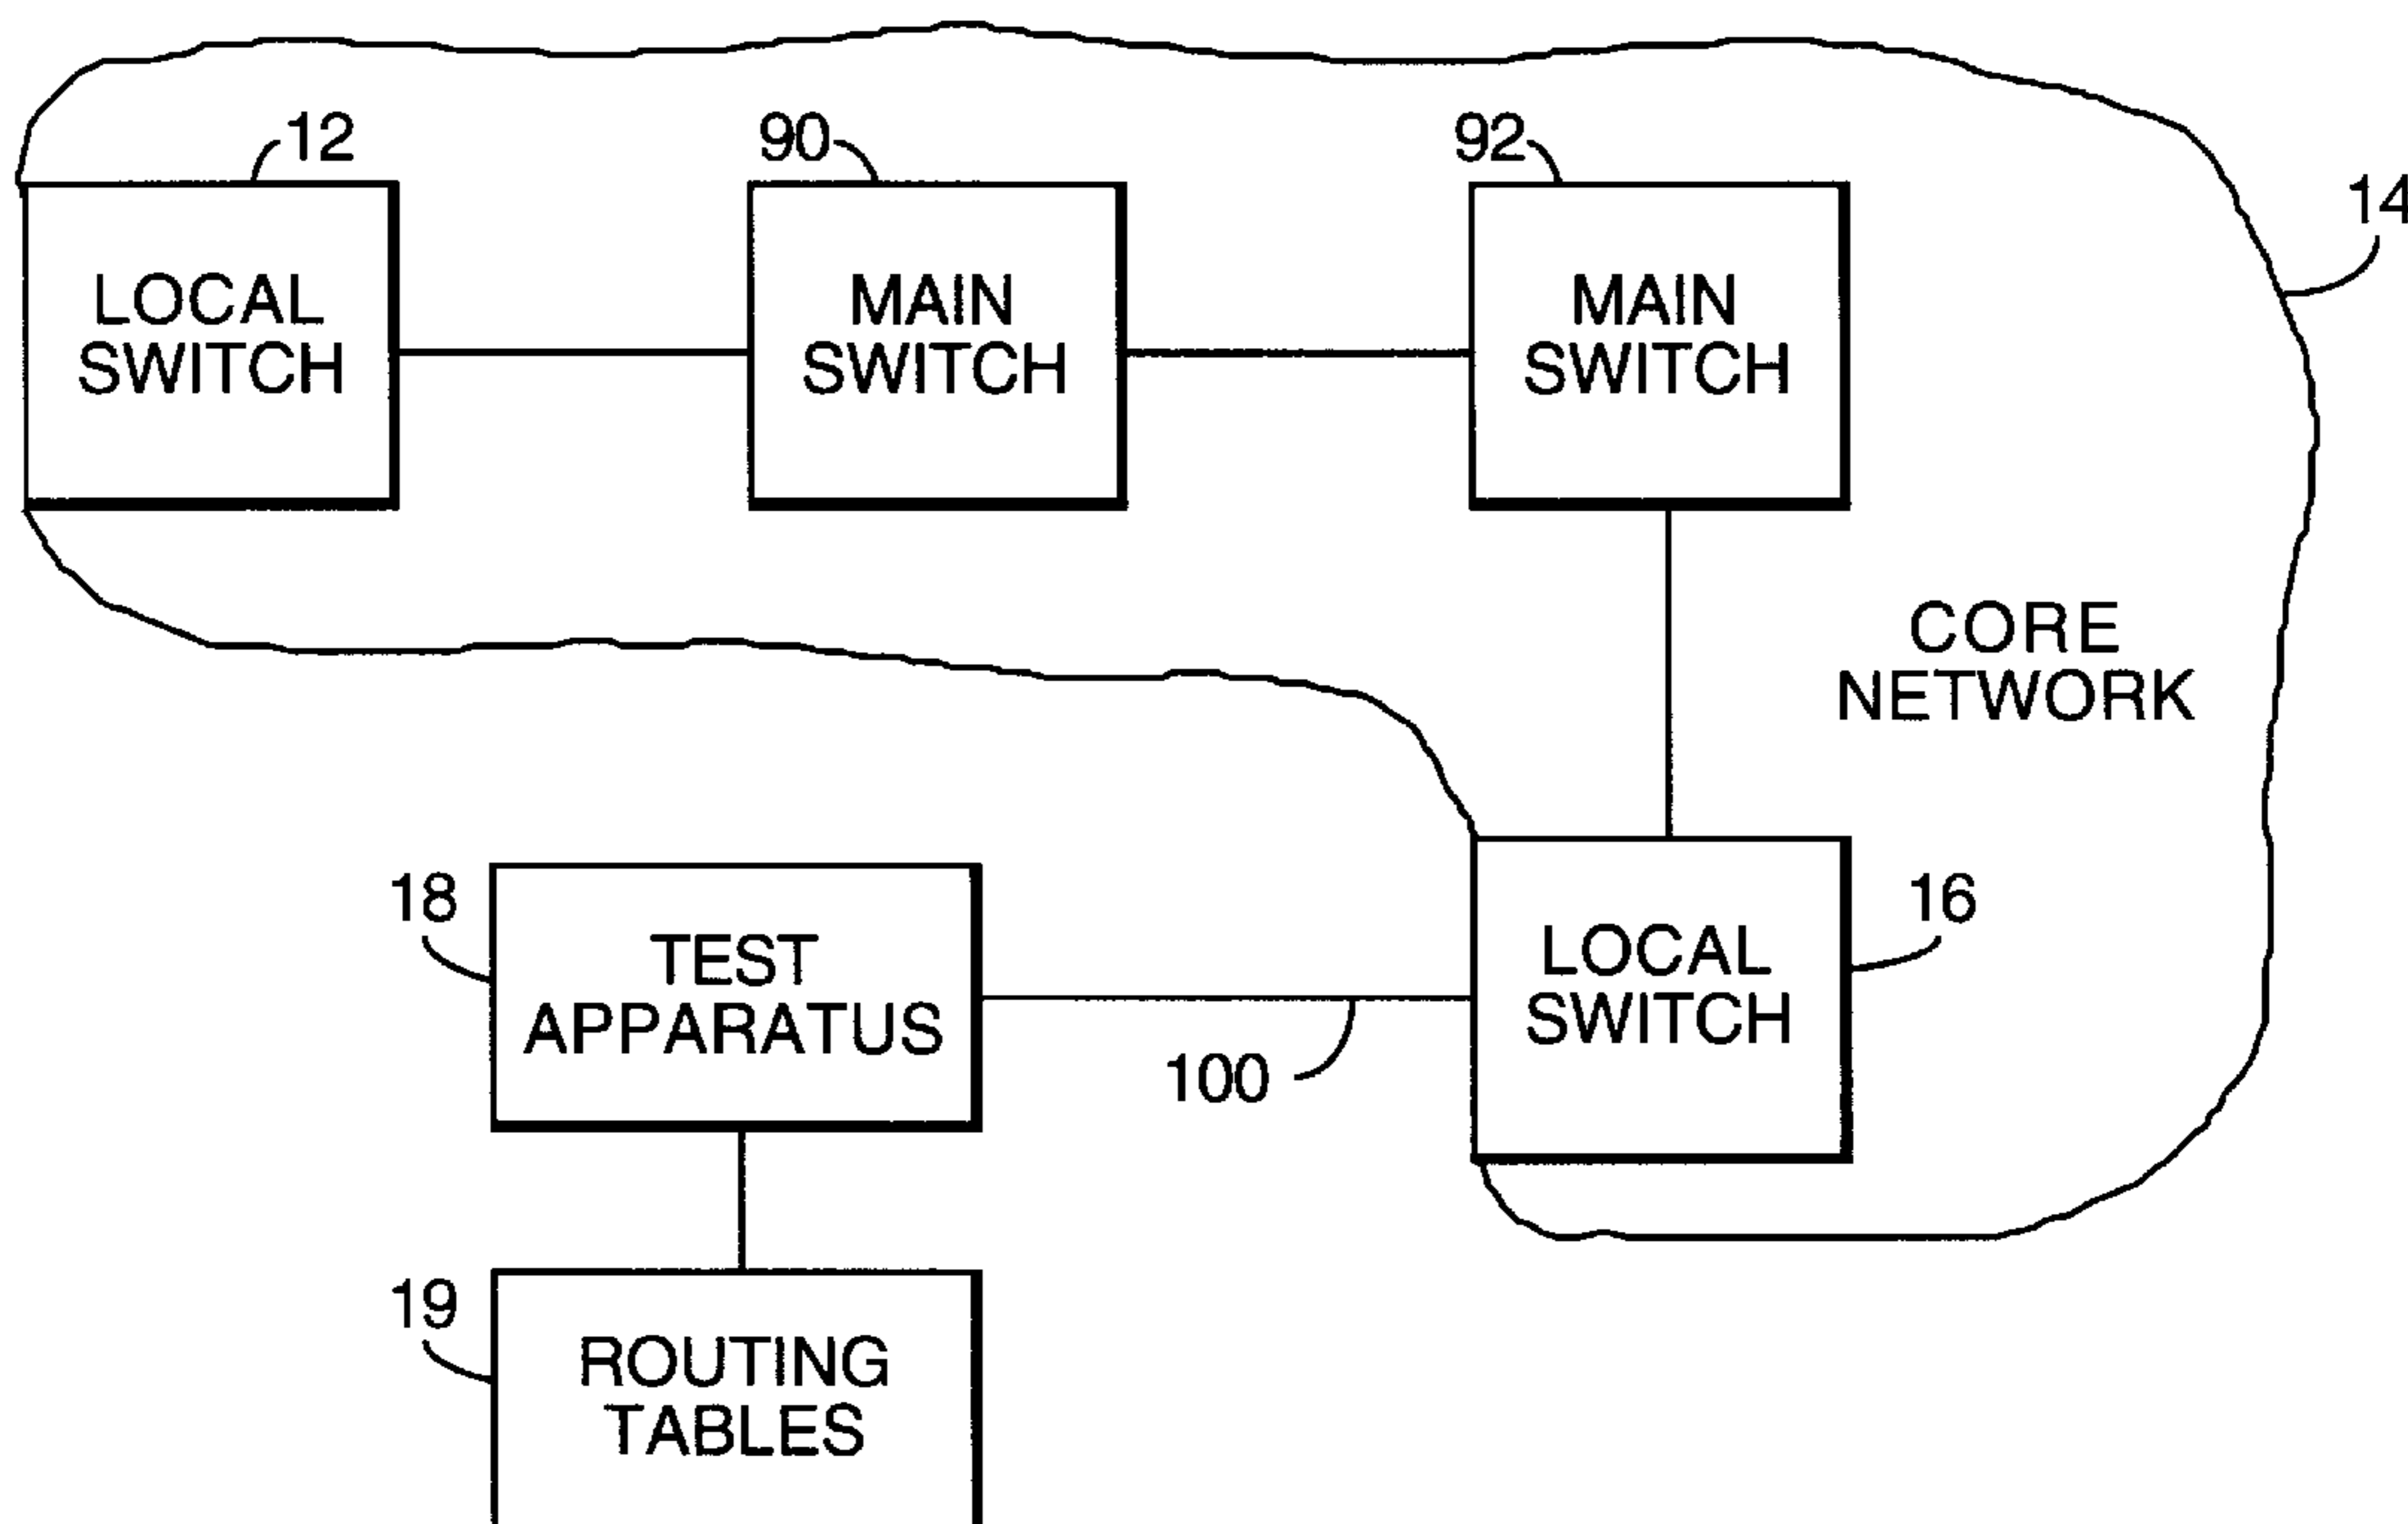 12
90
92
14
LOCAL
SWITCH
MAIN
SWITCH
MAIN
SWITCH
CORE
NETWORK
18
TEST
APPARATUS
100
LOCAL
SWITCH
16
19
ROUTING
TABLES